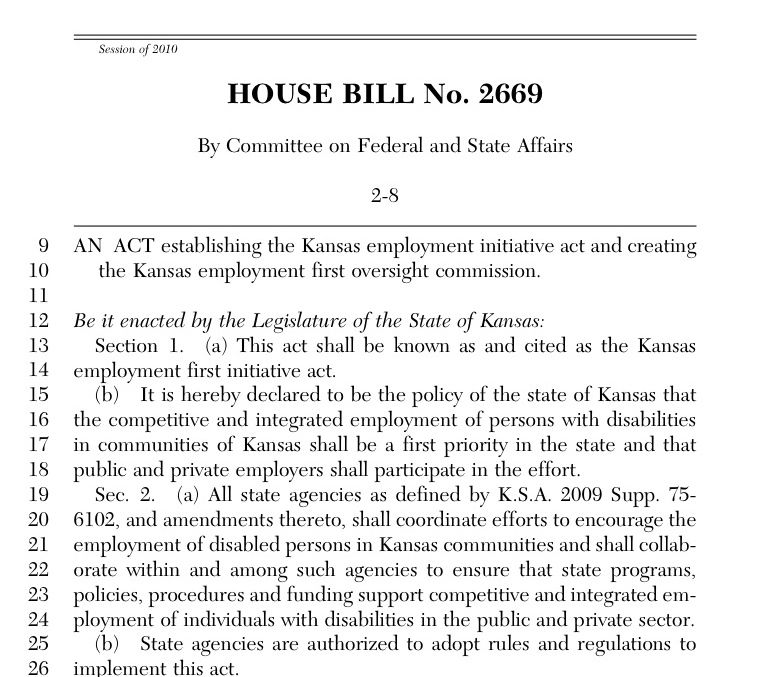 Session of 2010
HOUSE BILL No. 2669
By Committee on Federal and State Affairs
2-8
9 AN ACT establishing the Kansas employment initiative act and creating
10 the Kansas employment first oversight commission.
11
12 Be it enacted by the Legislature of the State of Kansas:
13 Section 1. (a) This act shall be known as and cited as the Kansas
14 employment first initiative act.
15 (b) It is hereby declared to be the policy of the state of Kansas that
16 the competitive and integrated employment of persons with disabilities
17 in communities of Kansas shall be a first priority in the state and that
18 public and private employers shall participate in the effort.
19 Sec. 2. (a) All state agencies as defined by K.S.A. 2009 Supp. 75-
20 6102, and amendments thereto, shall coordinate efforts to encourage the
21 employment of disabled persons in Kansas communities and shall collab-
22 orate within and among such agencies to ensure that state programs,
23 policies, procedures and funding support competitive and integrated em-
24 ployment of individuals with disabilities in the public and private sector.
25 (b) State agencies are authorized to adopt rules and regulations to
26 implement this act.